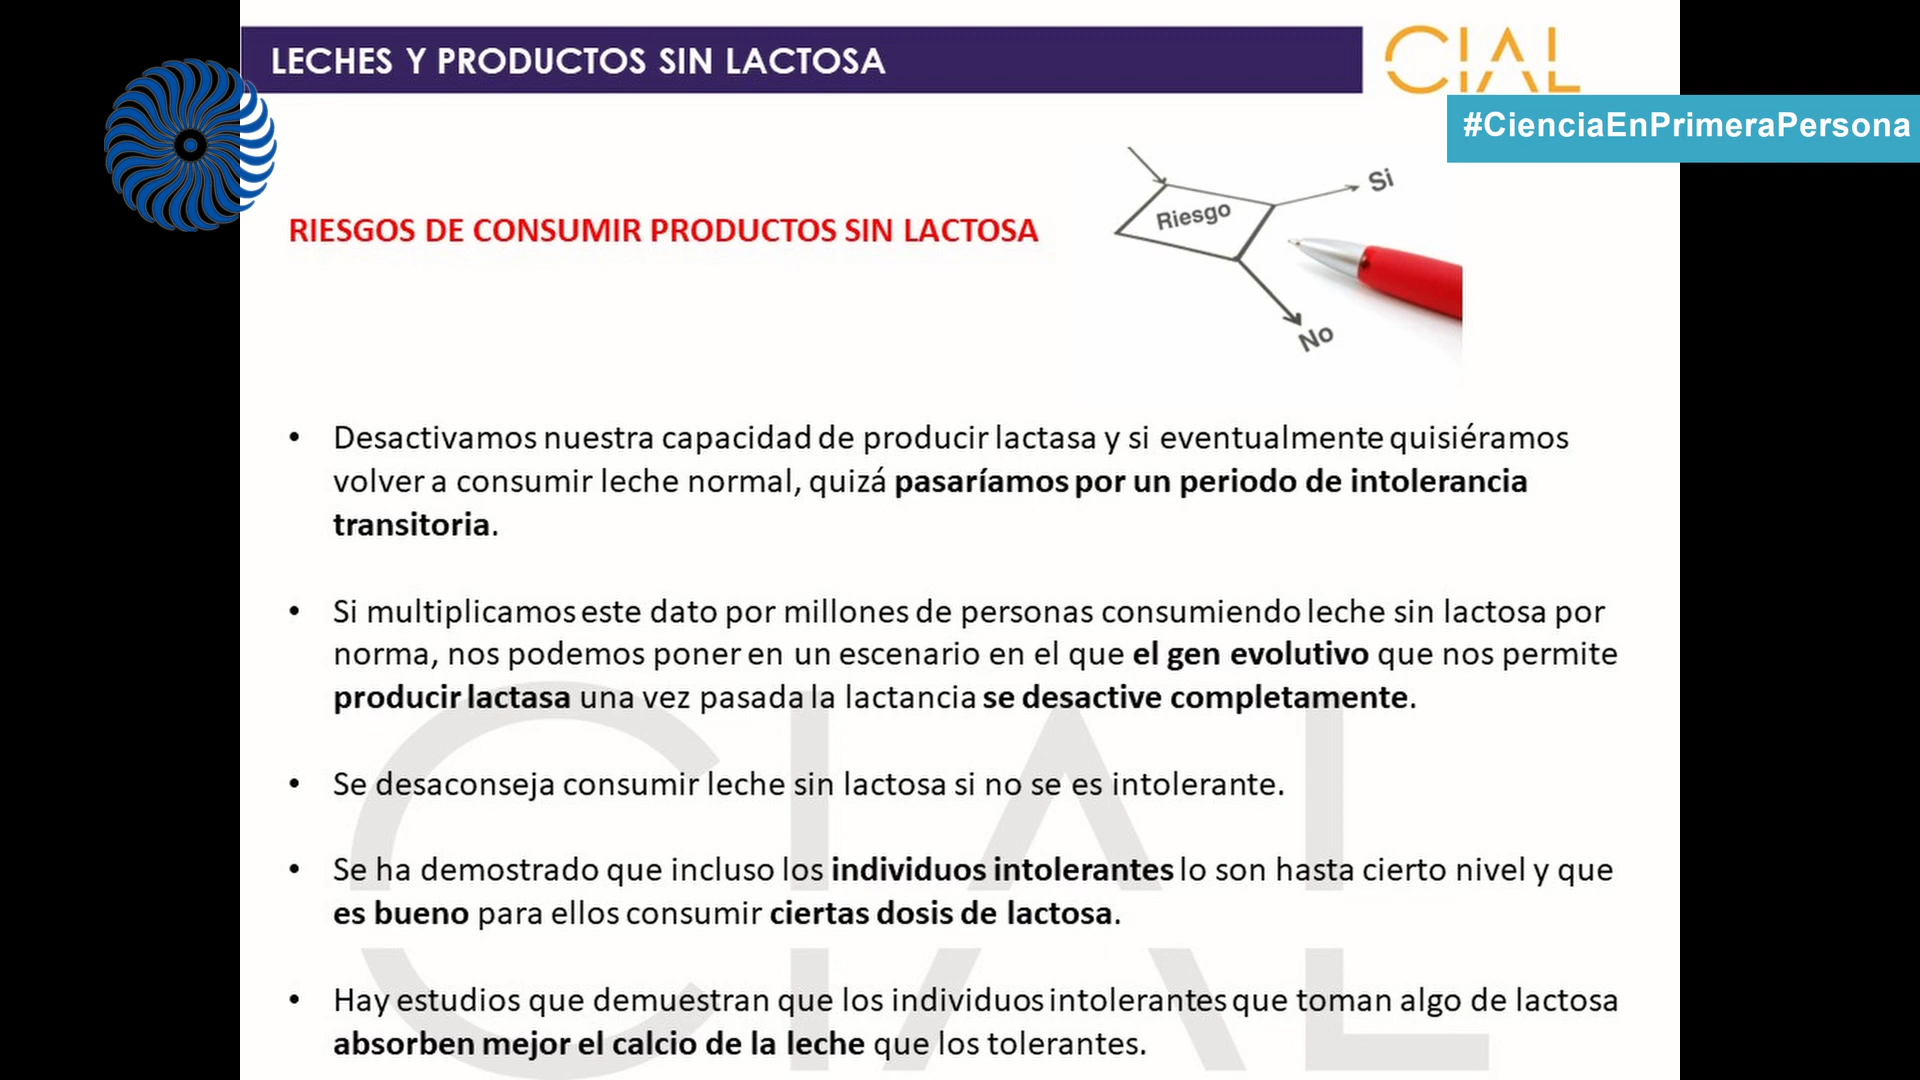 LECHES Y PRODUCTOS SIN LACTOSA
CIAL
#CienciaEnPrimeraPersona
RIESGOS DE CONSUMIR PRODUCTOS SIN LACTOSA
Riesgo
Si
No
• Desactivamos nuestra capacidad de producir lactasa y si eventualmente quisiéramos
volver a consumir leche normal, quizá pasaríamos por un periodo de intolerancia
transitoria.
• Si multiplicamos este dato por millones de personas consumiendo leche sin lactosa por
norma, nos podemos poner en un escenario en el que el gen evolutivo que nos permite
producir lactasa una vez pasada la lactancia se desactive completamente.
• Se desaconseja consumir leche sin lactosa si no se es intolerante.
• Se ha demostrado que incluso los individuos intolerantes lo son hasta cierto nivel y que
es bueno para ellos consumir ciertas dosis de lactosa.
• Hay estudios que demuestran que los individuos intolerantes que toman algo de lactosa
absorben mejor el calcio de la leche que los tolerantes.
CIAL